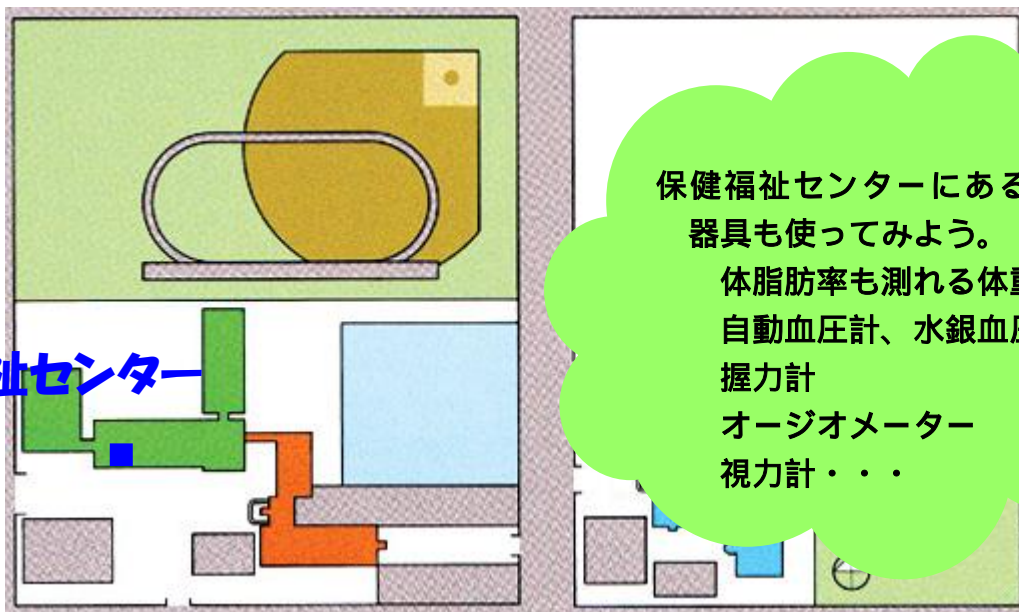 祉センター
保健福祉センターにある
器具も使ってみよう。
体脂肪率も測れる体重
自動血圧計、水銀血圧
握力計
オージオメーター
視力計・・・